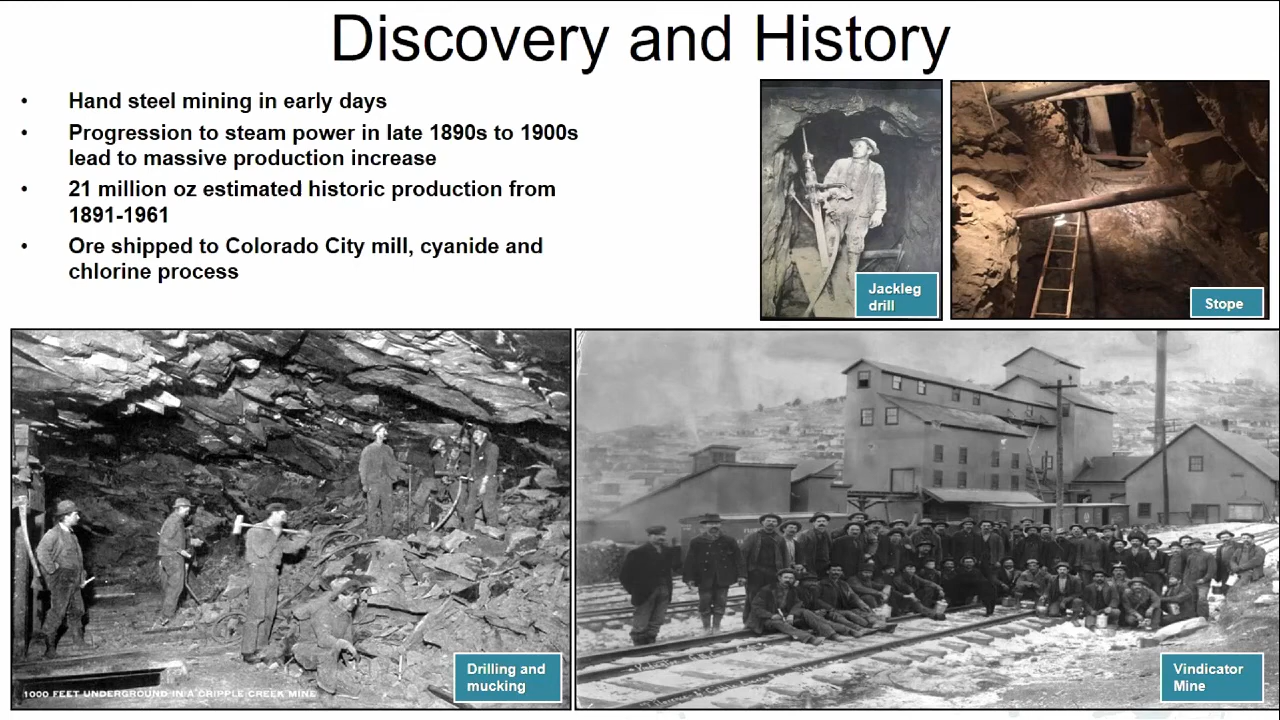 Discovery and History
• Hand steel mining in early days
• Progression to steam power in late 1890s to 1900s
lead to massive production increase
• 21 million oz estimated historic production from
1891-1961
• Ore shipped to Colorado City mill, cyanide and
chlorine process
Jackleg
drill
Stope
Drilling and
mucking
1000 FEET UNDERGROUND IN A CRIPPLE CREEK MINE
Vindicator
Mine